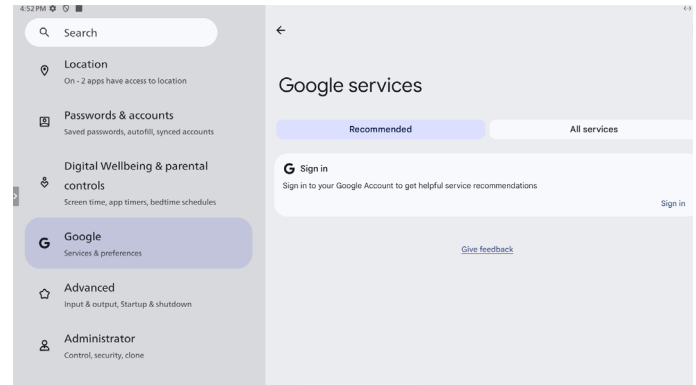 4:52 PM
Search
Location
On - 2 apps have access to location
Passwords & accounts
Saved passwords, autofill, synced accounts
Digital Wellbeing & parental
controls
Screen time, app timers, bedtime schedules
Google
Services & preferences
Advanced
Input & output, Startup & shutdown
Administrator
Control, security, clone
Google services
Recommended
All services
G Sign in
Sign in to your Google Account to get helpful service recommendations
Sign in
Give feedback